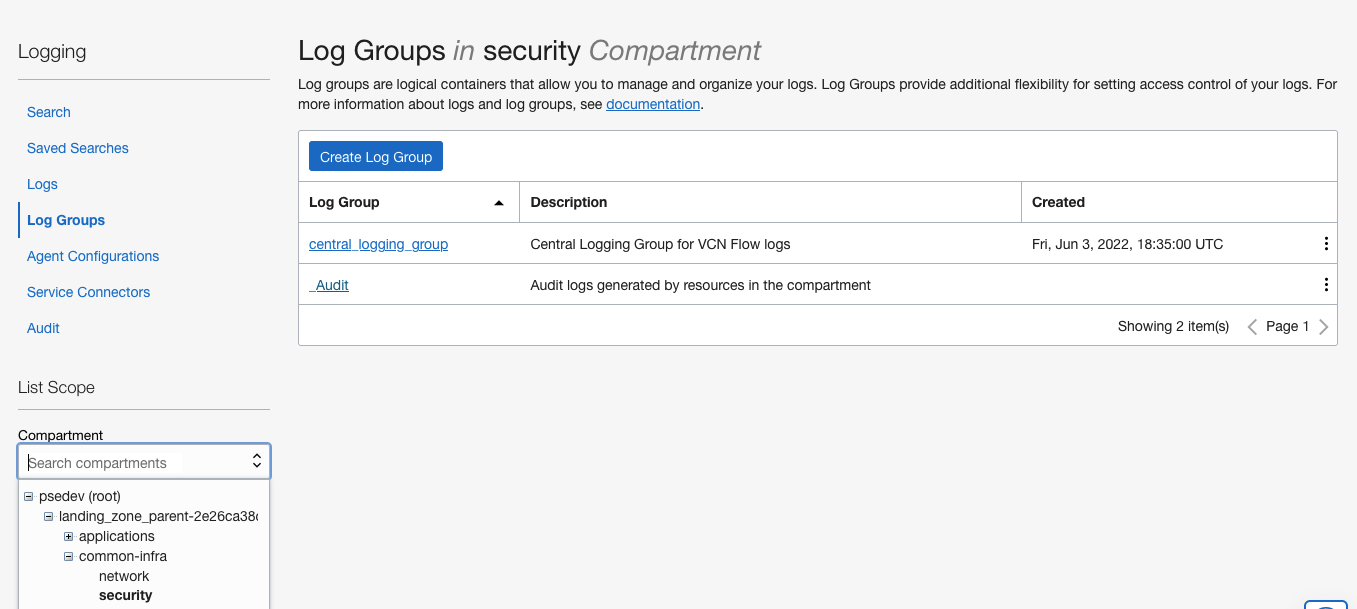 Logging
Search
Saved Searches
Logs
Log Groups
Agent Configurations
Service Connectors
Audit
List Scope
Compartment
Search compartments
psedev (root)
landing_zone_parent-2e26ca38
applications
common-infra
network
security
Log Groups in security Compartment
Log groups are logical containers that allow you to manage and organize your logs. Log Groups provide additional flexibility for setting access control of your logs. For
more information about logs and log groups, see documentation.
Create Log Group
Log Group Description Created
central_logging_group Central Logging Group for VCN Flow logs Fri, Jun 3, 2022, 18:35:00 UTC
_Audit Audit logs generated by resources in the compartment
Showing 2 item(s) Page 1